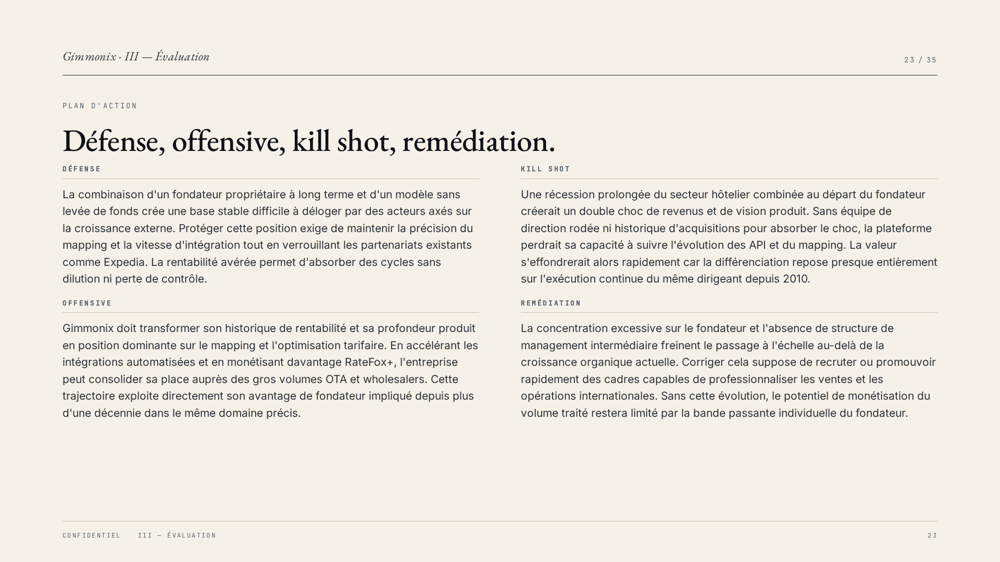 Gimmonix · III — Évaluation
23 / 35
PLAN D'ACTION
Défense, offensive, kill shot, remédiation.
DÉFENSE
La combinaison d'un fondateur propriétaire à long terme et d'un modèle sans
levée de fonds crée une base stable difficile à déloger par des acteurs axés sur
la croissance externe. Protéger cette position exige de maintenir la précision du
mapping et la vitesse d'intégration tout en verrouillant les partenariats existants
comme Expedia. La rentabilité avérée permet d'absorber des cycles sans
dilution ni perte de contrôle.
OFFENSIVE
Gimmonix doit transformer son historique de rentabilité et sa profondeur produit
en position dominante sur le mapping et l'optimisation tarifaire. En accélérant les
intégrations automatisées et en monétisant davantage RateFox+, l'entreprise
peut consolider sa place auprès des gros volumes OTA et wholesalers. Cette
trajectoire exploite directement son avantage de fondateur impliqué depuis plus
d'une décennie dans le même domaine précis.
KILL SHOT
Une récession prolongée du secteur hôtelier combinée au départ du fondateur
créerait un double choc de revenus et de vision produit. Sans équipe de
direction rodée ni historique d'acquisitions pour absorber le choc, la plateforme
perdrait sa capacité à suivre l'évolution des API et du mapping. La valeur
s'effondrerait alors rapidement car la différenciation repose presque entièrement
sur l'exécution continue du même dirigeant depuis 2010.
REMÉDIATION
La concentration excessive sur le fondateur et l'absence de structure de
management intermédiaire freinent le passage à l'échelle au-delà de la
croissance organique actuelle. Corriger cela suppose de recruter ou promouvoir
rapidement des cadres capables de professionnaliser les ventes et les
opérations internationales. Sans cette évolution, le potentiel de monétisation du
volume traité restera limité par la bande passante individuelle du fondateur.
CONFIDENTIEL III — ÉVALUATION
23